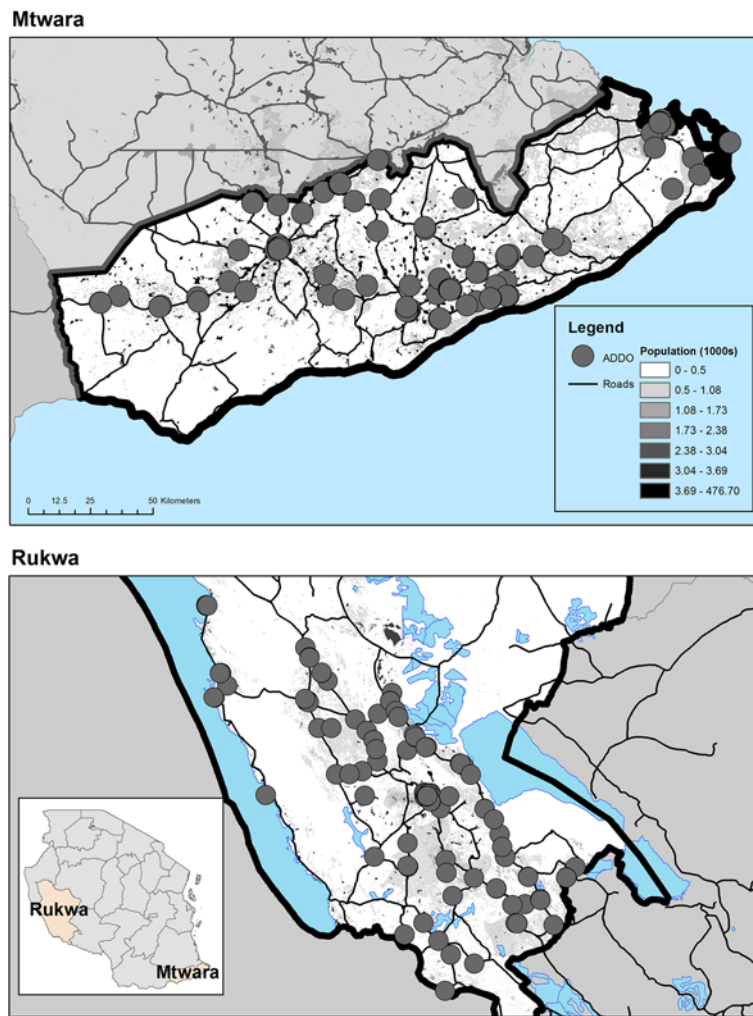 Mtwara
Legend
ADDO
Roads
Population (1000s)
0 - 0.5
0.5 - 1.08
1.08 - 1.73
1.73 - 2.38
2.38 - 3.04
3.04 - 3.69
3.69 - 476.70
0 12.5 25 50 Kilometers
Rukwa
Rukwa
Mtwara